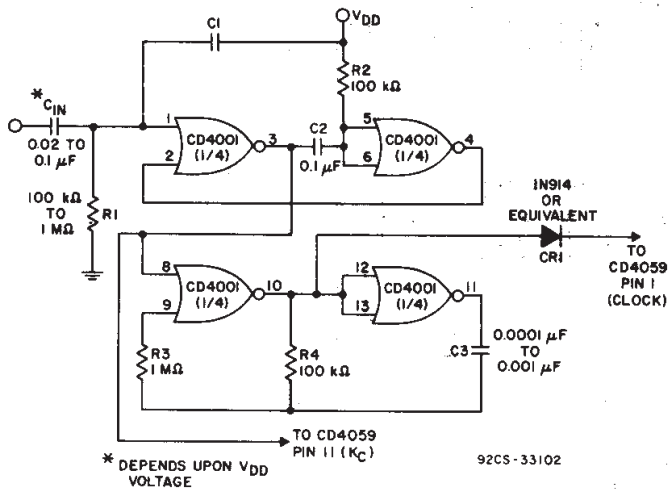 C1
VDD
R2
100 kΩ
* CIN
0.02 TO
0.1 µF
1
2
CD4001
(1/4)
3
C2
0.1 µF
5
6
CD4001
(1/4)
4
100 kΩ
TO
1 MΩ
R1
8
9
CD4001
(1/4)
10
12
13
CD4001
(1/4)
11
1N914
OR
EQUIVALENT
CR1
TO
CD4059
PIN 1
(CLOCK)
R3
1 MΩ
R4
100 kΩ
C3
0.0001 µF
TO
0.001 µF
TO CD4059
PIN 11 (KC)
* DEPENDS UPON VDD
VOLTAGE
92CS-33102